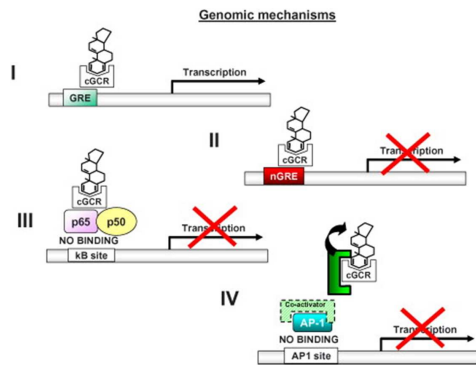 Genomic mechanisms
I
cGCR
Transcription
GRE
II
cGCR
Transcription
nGRE
III
cGCR
p65
p50
Transcription
NO BINDING
kB site
IV
cGCR
Co-activator
AP-1
Transcription
NO BINDING
AP1 site